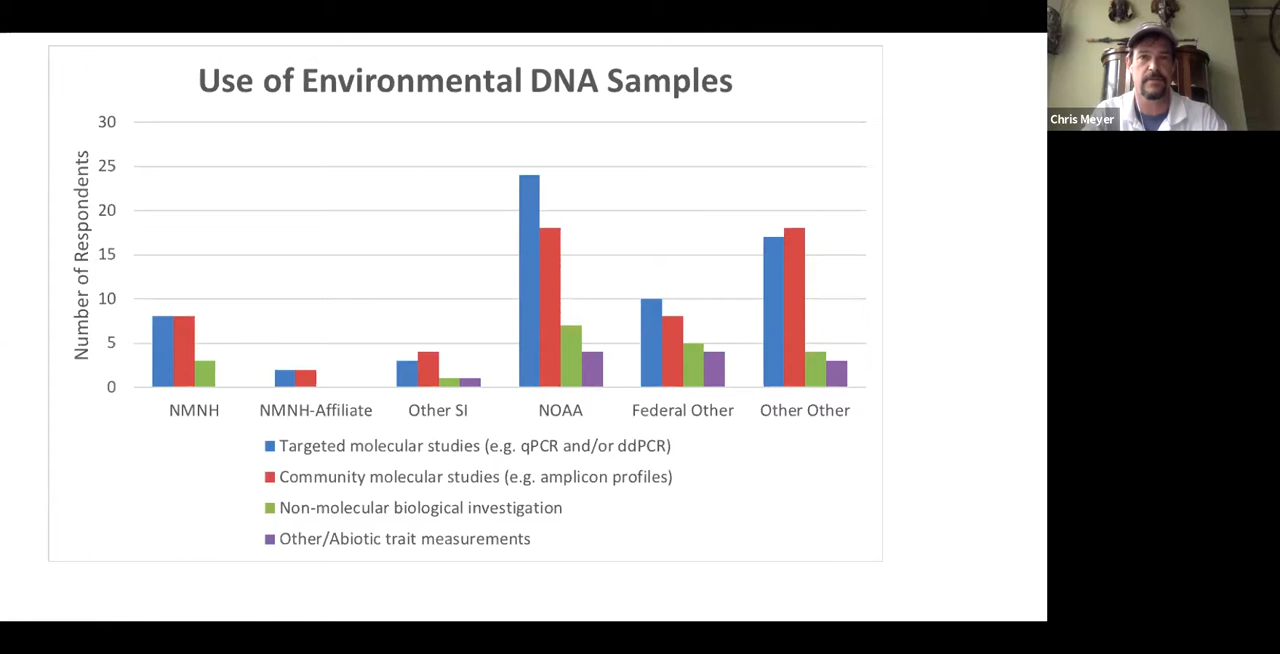 Use of Environmental DNA Samples
Chris Meyer
Number of Respondents
30
25
20
15
10
5
0
NMNH NMNH-Affiliate Other SI NOAA Federal Other Other Other
Targeted molecular studies (e.g. qPCR and/or ddPCR)
Community molecular studies (e.g. amplicon profiles)
Non-molecular biological investigation
Other/Abiotic trait measurements